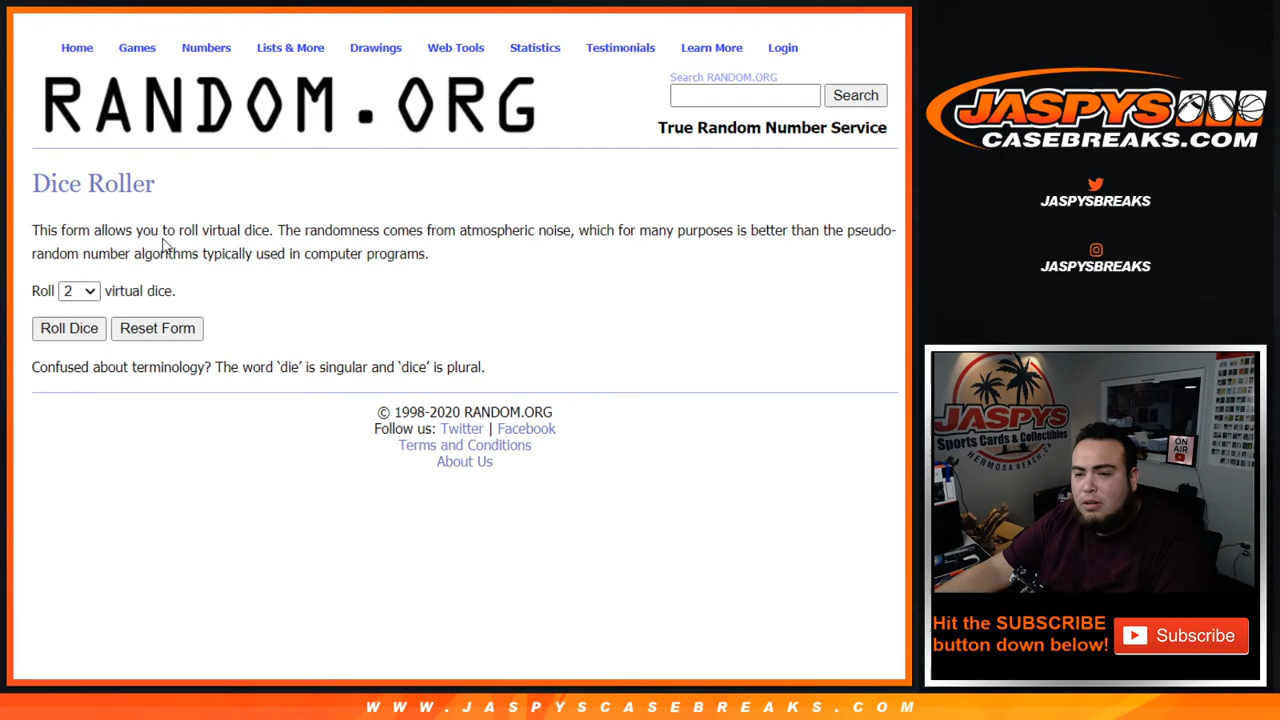 Home Games Numbers Lists & More Drawings Web Tools Statistics Testimonials Learn More Login
RANDOM.ORG
Search RANDOM.ORG
Search
True Random Number Service
Dice Roller
This form allows you to roll virtual dice. The randomness comes from atmospheric noise, which for many purposes is better than the pseudo-
random number algorithms typically used in computer programs.
Roll 2 virtual dice.
Roll Dice Reset Form
Confused about terminology? The word ‘die’ is singular and ‘dice’ is plural.
© 1998-2020 RANDOM.ORG
Follow us: Twitter | Facebook
Terms and Conditions
About Us
JASPYS
CASEBREAKS.COM
JASPYSBREAKS
JASPYSBREAKS
JASPYS
Sports Cards & Collectibles
HERMOSA BEACH, CA
ON AIR
Hit the SUBSCRIBE
button down below!
Subscribe
WWW.JASPYSCASEBREAKS.COM